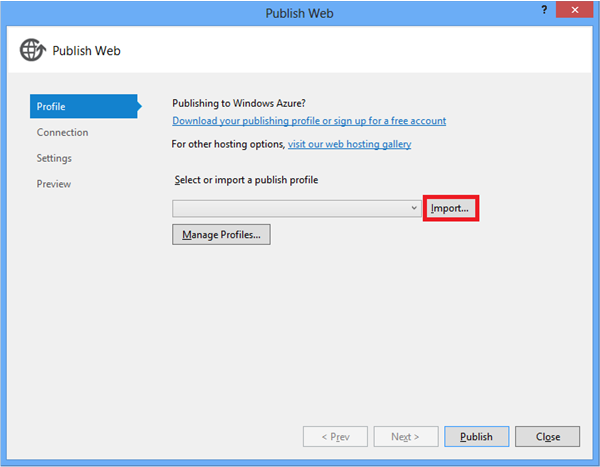 Publish Web
?
Publish Web
Profile
Connection
Settings
Preview
Publishing to Windows Azure?
Download your publishing profile or sign up for a free account
For other hosting options, visit our web hosting gallery
Select or import a publish profile
Import...
Manage Profiles...
< Prev
Next >
Publish
Close